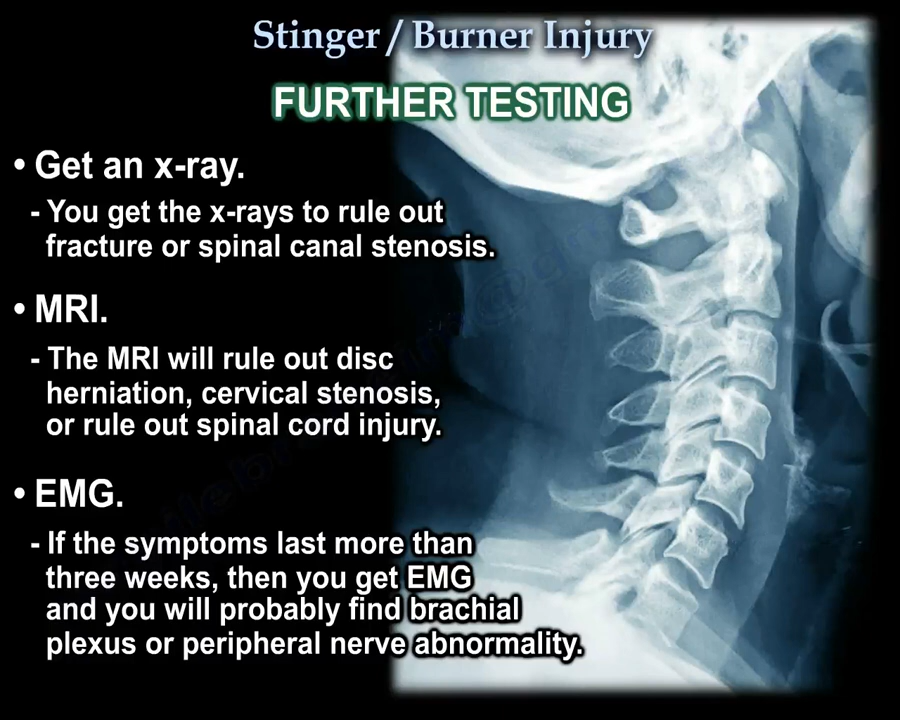 Stinger / Burner Injury
FURTHER TESTING
• Get an x-ray.
- You get the x-rays to rule out
fracture or spinal canal stenosis.
• MRI.
- The MRI will rule out disc
herniation, cervical stenosis,
or rule out spinal cord injury.
• EMG.
- If the symptoms last more than
three weeks, then you get EMG
and you will probably find brachial
plexus or peripheral nerve abnormality.